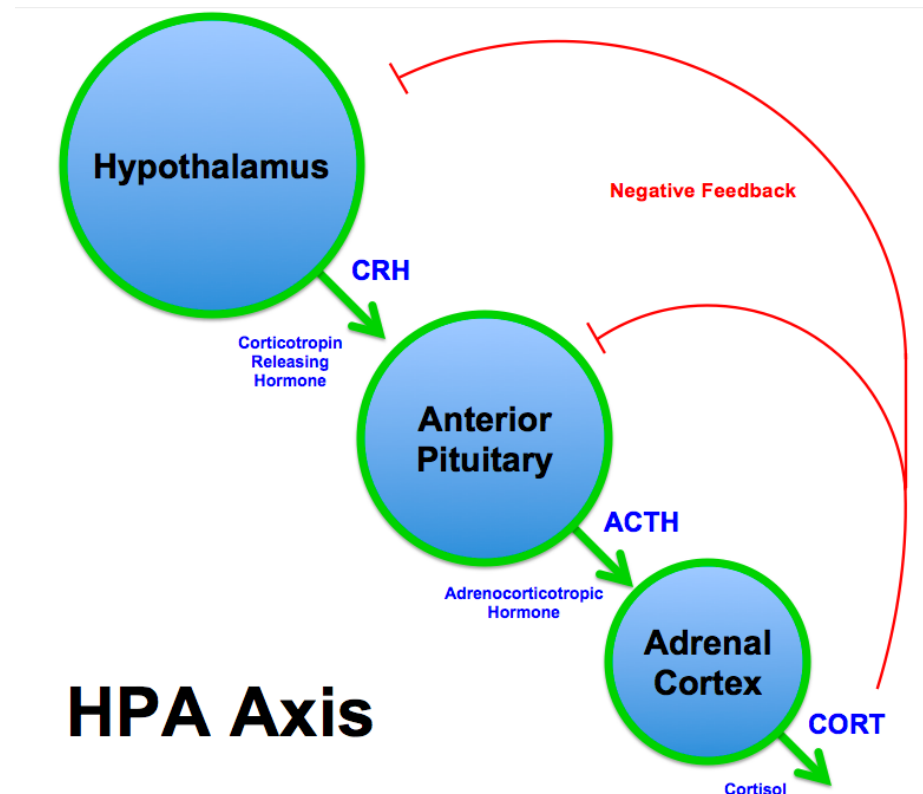 Hypothalamus
Negative Feedback
CRH
Corticotropin
Releasing
Hormone
Anterior
Pituitary
ACTH
Adrenocorticotropic
Hormone
Adrenal
Cortex
HPA Axis
CORT
Cortisol